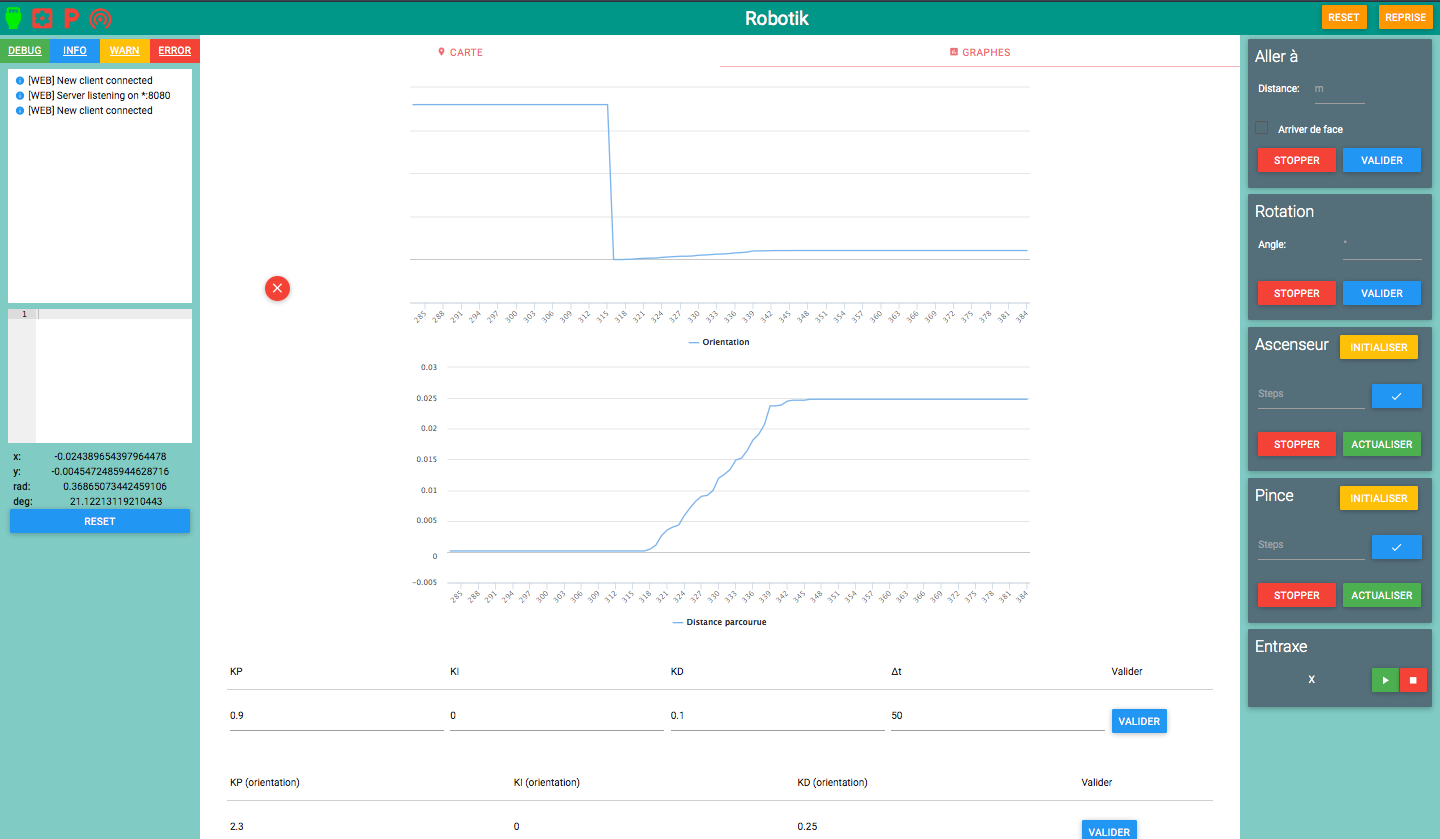 P
Robotik
RESET
REPRISE
DEBUG
INFO
WARN
ERROR
[WEB] New client connected
[WEB] Server listening on *:8080
[WEB] New client connected
1
x: -0.024389654397964478
y: -0.0045472485944628716
rad: 0.36865073442459106
deg: 21.12213119210443
RESET
CARTE
GRAPHES
285 288 291 294 297 300 303 306 309 312 315 318 321 324 327 330 333 336 339 342 345 348 351 354 357 360 363 366 369 372 375 378 381 384
Orientation
0.03
0.025
0.02
0.015
0.01
0.005
0
−0.005
285 288 291 294 297 300 303 306 309 312 315 318 321 324 327 330 333 336 339 342 345 348 351 354 357 360 363 366 369 372 375 378 381 384
Distance parcourue
KP KI KD Δt Valider
0.9 0 0.1 50 VALIDER
KP (orientation) KI (orientation) KD (orientation) Valider
2.3 0 0.25 VALIDER
Aller à
Distance: m
Arriver de face
STOPPER VALIDER
Rotation
Angle: °
STOPPER VALIDER
Ascenseur INITIALISER
Steps
STOPPER ACTUALISER
Pince INITIALISER
Steps
STOPPER ACTUALISER
Entraxe
X